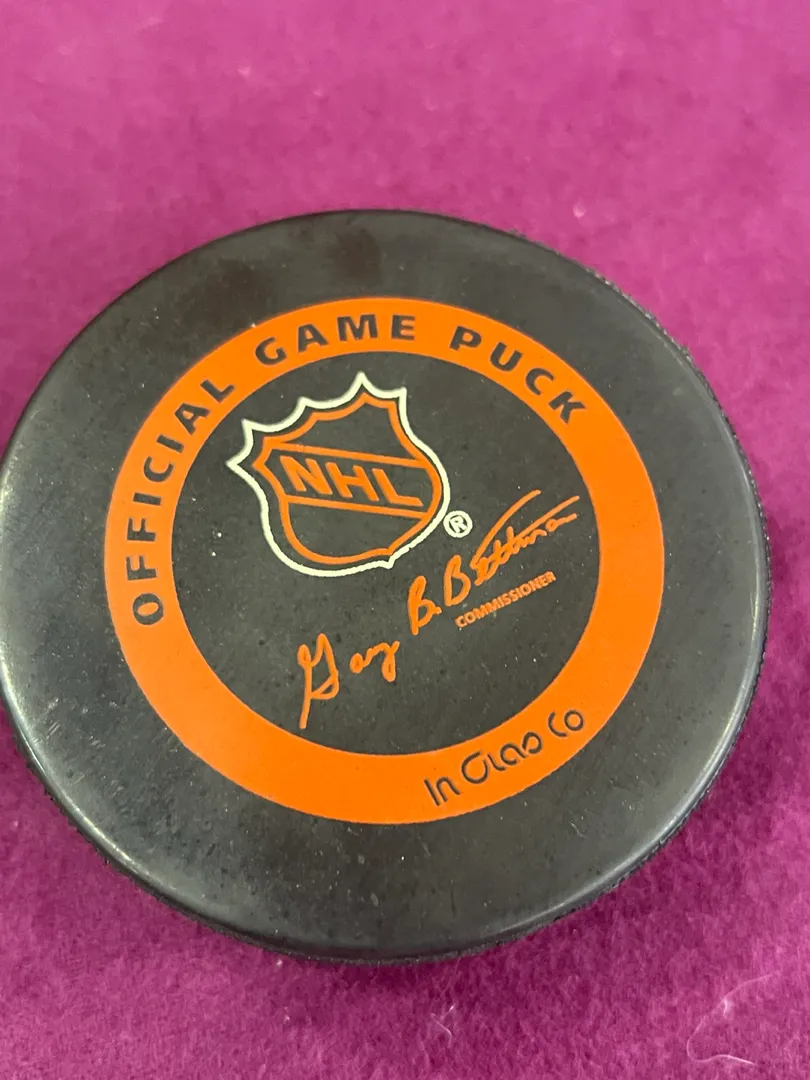 OFFICIAL GAME PUCK
NHL
®
Gary B. Bettman
COMMISSIONER
In Glas Co